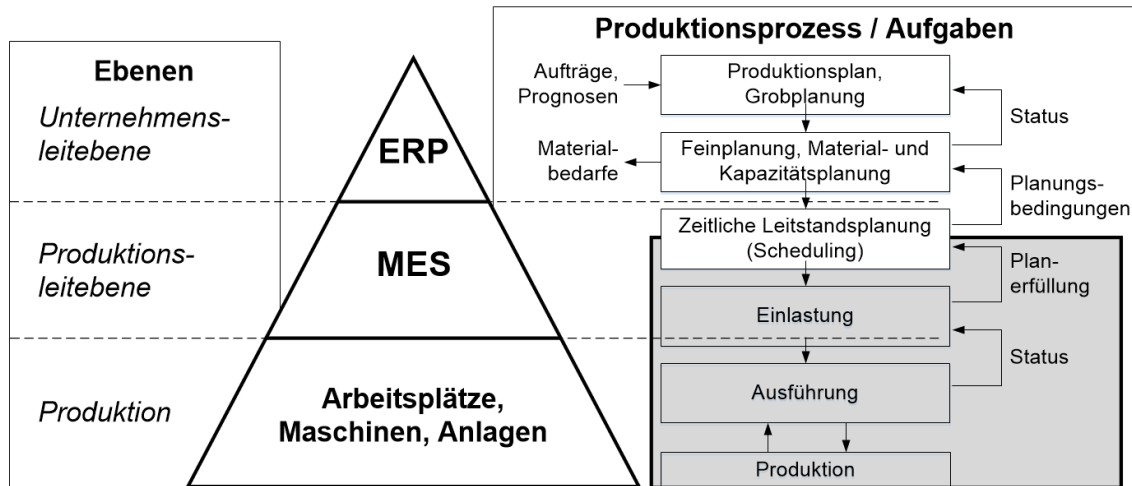 Ebenen
Unternehmens-
leitebene
Produktions-
leitebene
Produktion
ERP
MES
Arbeitsplätze,
Maschinen, Anlagen
Produktionsprozess / Aufgaben
Aufträge,
Prognosen
Produktionsplan,
Grobplanung
Status
Material-
bedarfe
Feinplanung, Material- und
Kapazitätsplanung
Planungs-
bedingungen
Zeitliche Leitstandsplanung
(Scheduling)
Plan-
erfüllung
Einlastung
Status
Ausführung
Produktion